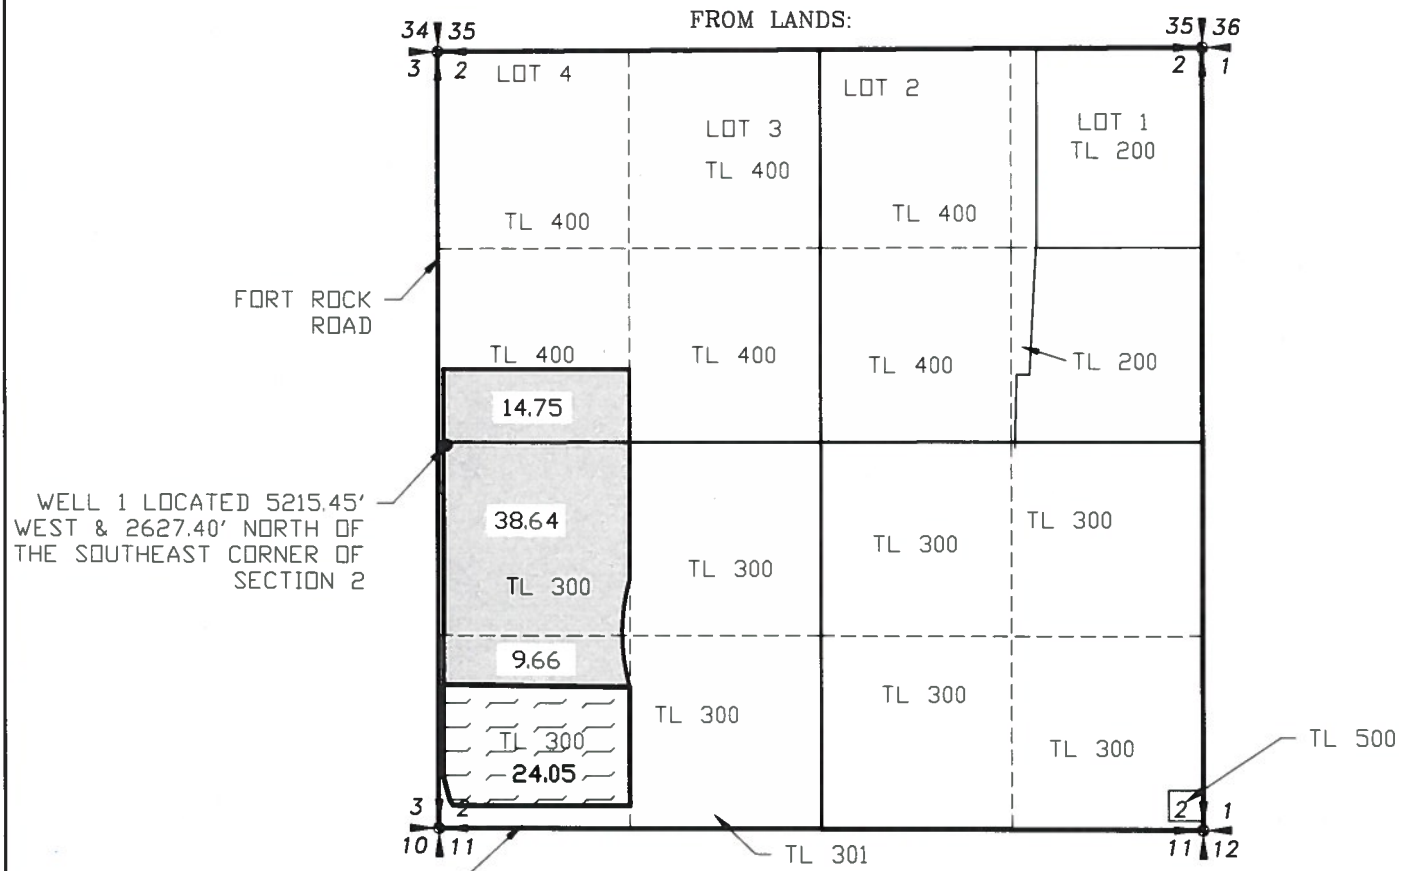 FROM LANDS:
34 35
35 36
3 2
2 1
LOT 4
LOT 2
LOT 3
LOT 1
TL 200
TL 400
TL 400
TL 400
FORT ROCK
ROAD
TL 400
TL 400
TL 400
TL 200
14.75
WELL 1 LOCATED 5215.45'
WEST & 2627.40' NORTH OF
THE SOUTHEAST CORNER OF
SECTION 2
38.64
TL 300
TL 300
TL 300
TL 300
9.66
TL 300
TL 300
TL 300
TL 300
TL 500
24.05
3 2
2 1
10 11
11 12
TL 301